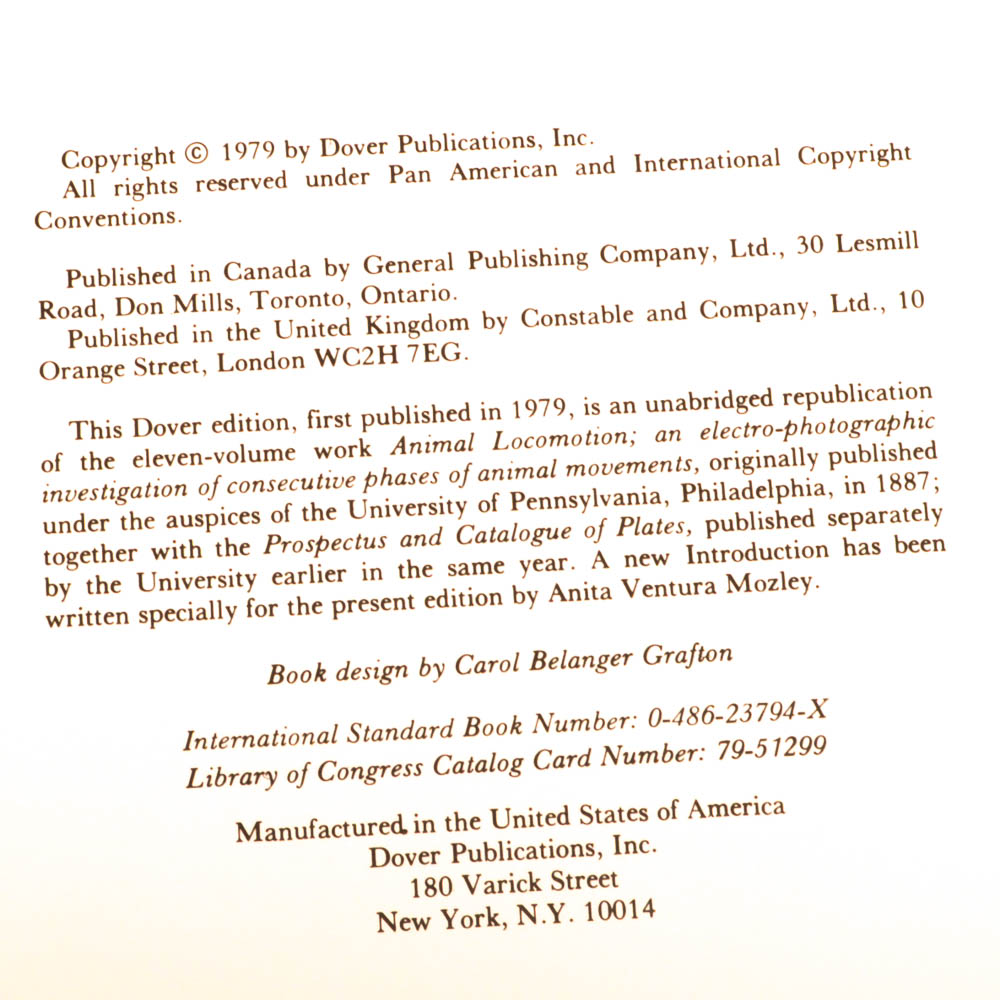 Copyright © 1979 by Dover Publications, Inc.
All rights reserved under Pan American and International Copyright
Conventions.
Published in Canada by General Publishing Company, Ltd., 30 Lesmill
Road, Don Mills, Toronto, Ontario.
Published in the United Kingdom by Constable and Company, Ltd., 10
Orange Street, London WC2H 7EG.
This Dover edition, first published in 1979, is an unabridged republication
of the eleven-volume work Animal Locomotion; an electro-photographic
investigation of consecutive phases of animal movements, originally published
under the auspices of the University of Pennsylvania, Philadelphia, in 1887;
together with the Prospectus and Catalogue of Plates, published separately
by the University earlier in the same year. A new Introduction has been
written specially for the present edition by Anita Ventura Mozley.
Book design by Carol Belanger Grafton
International Standard Book Number: 0-486-23794-X
Library of Congress Catalog Card Number: 79-51299
Manufactured in the United States of America
Dover Publications, Inc.
180 Varick Street
New York, N.Y. 10014